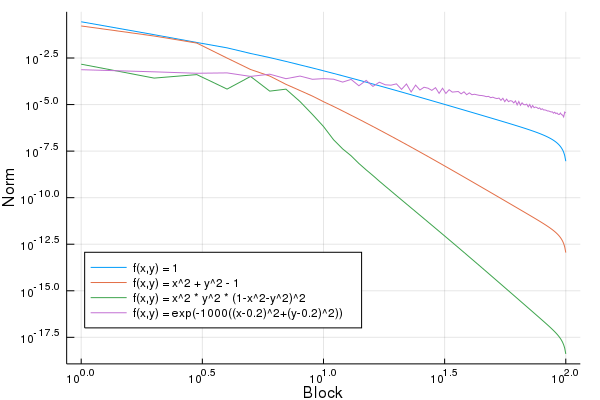 Norm
10^-2.5
10^-5.0
10^-7.5
10^-10.0
10^-12.5
10^-15.0
10^-17.5
f(x,y) = 1
f(x,y) = x^2 + y^2 - 1
f(x,y) = x^2 * y^2 * (1-x^2-y^2)^2
f(x,y) = exp(-1000((x-0.2)^2+(y-0.2)^2))
10^0.0 10^0.5 10^1.0 10^1.5 10^2.0
Block